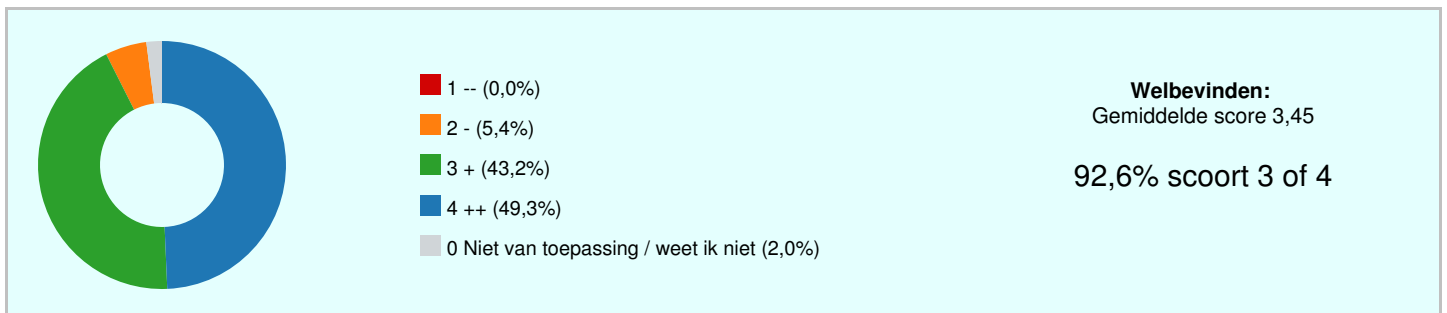 1 -- (0,0%)
2 - (5,4%)
3 + (43,2%)
4 ++ (49,3%)
0 Niet van toepassing / weet ik niet (2,0%)
Welbevinden:
Gemiddelde score 3,45
92,6% scoort 3 of 4